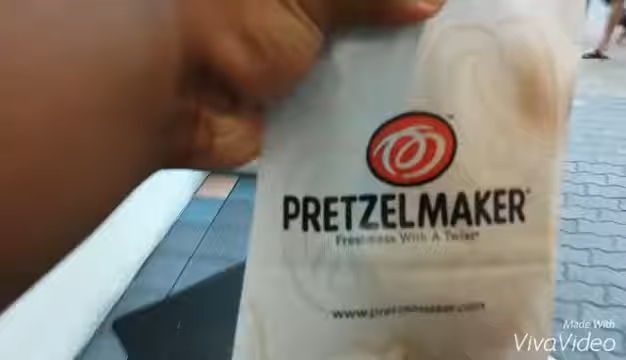 PRETZELMAKER
Freshness With A Twist
www.pretzelmaker.com
Made With
VivaVideo